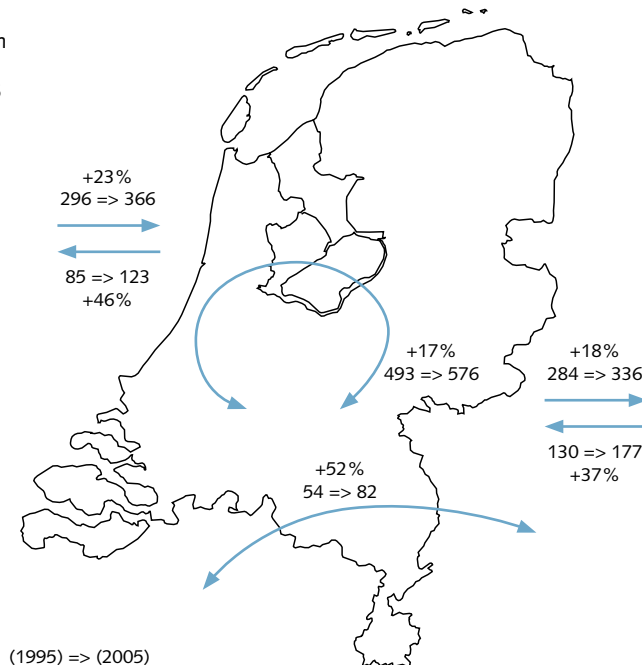 +23%
296 => 366
85 => 123
+46%
+17%
493 => 576
+18%
284 => 336
130 => 177
+37%
+52%
54 => 82
(1995) => (2005)